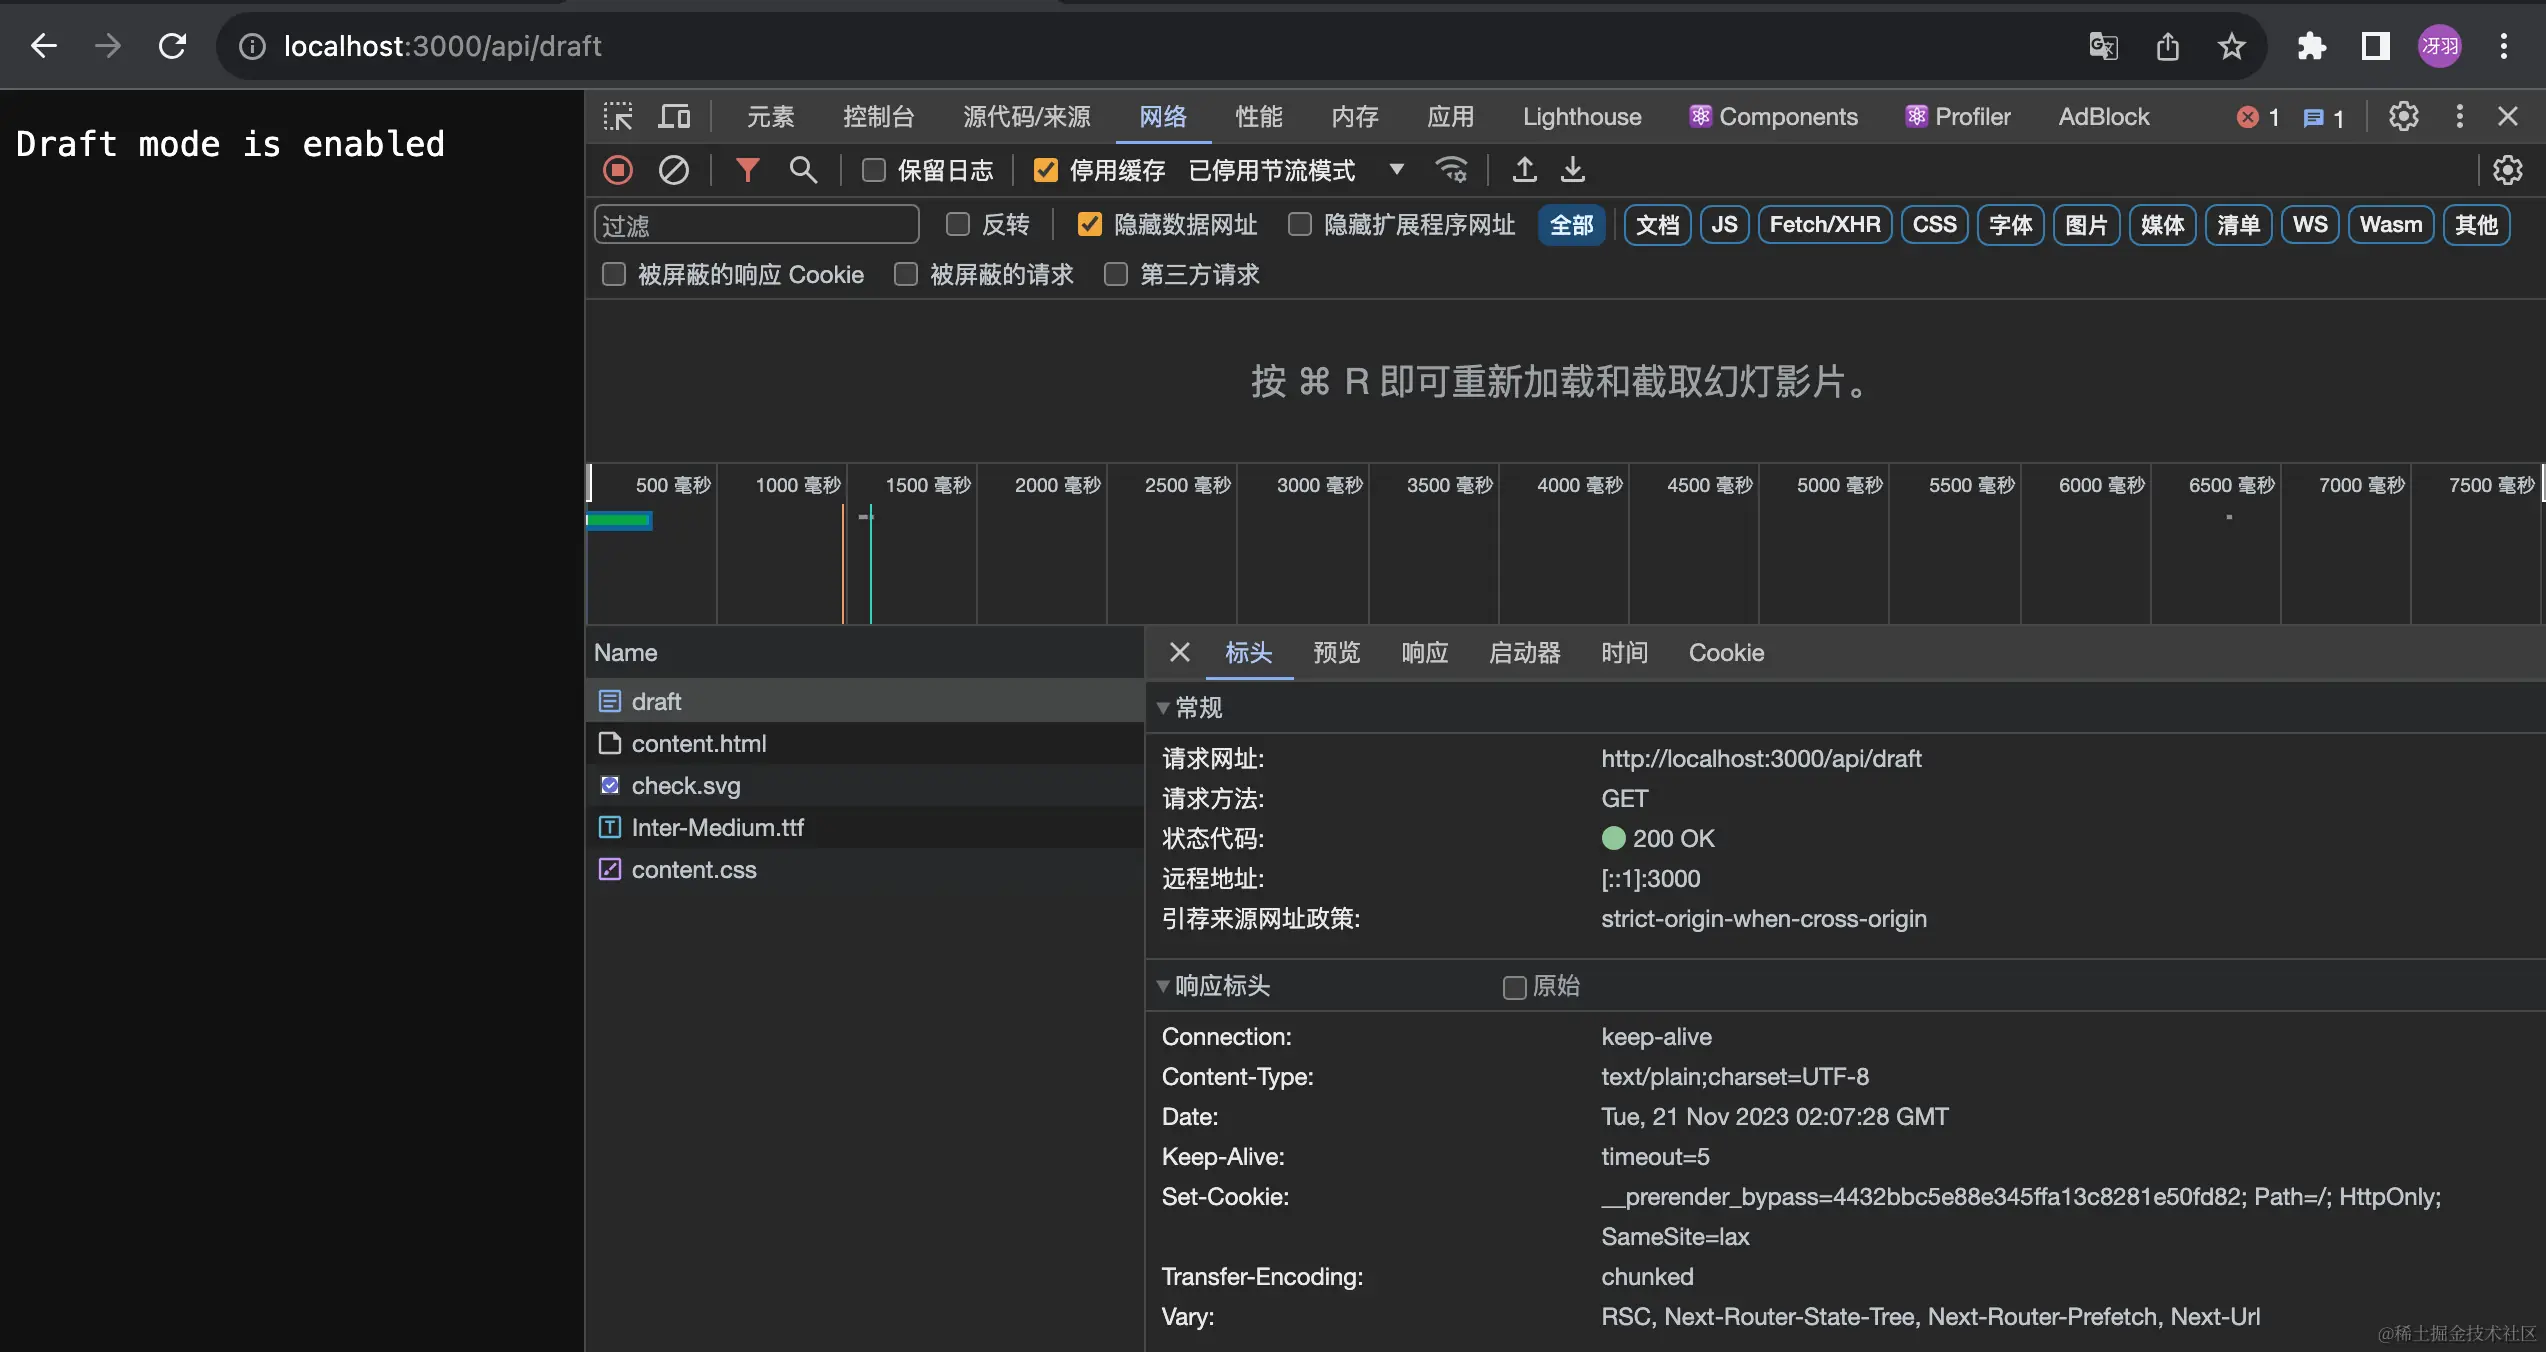 localhost:3000/api/draft
冴羽
Draft mode is enabled
元素 控制台 源代码/来源 网络 性能 内存 应用 Lighthouse Components Profiler AdBlock 1 1
保留日志 停用缓存 已停用节流模式
过滤 反转 隐藏数据网址 隐藏扩展程序网址 全部 文档 JS Fetch/XHR CSS 字体 图片 媒体 清单 WS Wasm 其他
被屏蔽的响应 Cookie 被屏蔽的请求 第三方请求
按 ⌘ R 即可重新加载和截取幻灯影片。
500 毫秒 1000 毫秒 1500 毫秒 2000 毫秒 2500 毫秒 3000 毫秒 3500 毫秒 4000 毫秒 4500 毫秒 5000 毫秒 5500 毫秒 6000 毫秒 6500 毫秒 7000 毫秒 7500 毫秒
Name
draft
content.html
check.svg
Inter-Medium.ttf
content.css
标头 预览 响应 启动器 时间 Cookie
常规
请求网址: http://localhost:3000/api/draft
请求方法: GET
状态代码: 200 OK
远程地址: [::1]:3000
引荐来源网址政策: strict-origin-when-cross-origin
响应标头 原始
Connection: keep-alive
Content-Type: text/plain;charset=UTF-8
Date: Tue, 21 Nov 2023 02:07:28 GMT
Keep-Alive: timeout=5
Set-Cookie: __prerender_bypass=4432bbc5e88e345ffa13c8281e50fd82; Path=/; HttpOnly;
SameSite=lax
Transfer-Encoding: chunked
Vary: RSC, Next-Router-State-Tree, Next-Router-Prefetch, Next-Url
@稀土掘金技术社区